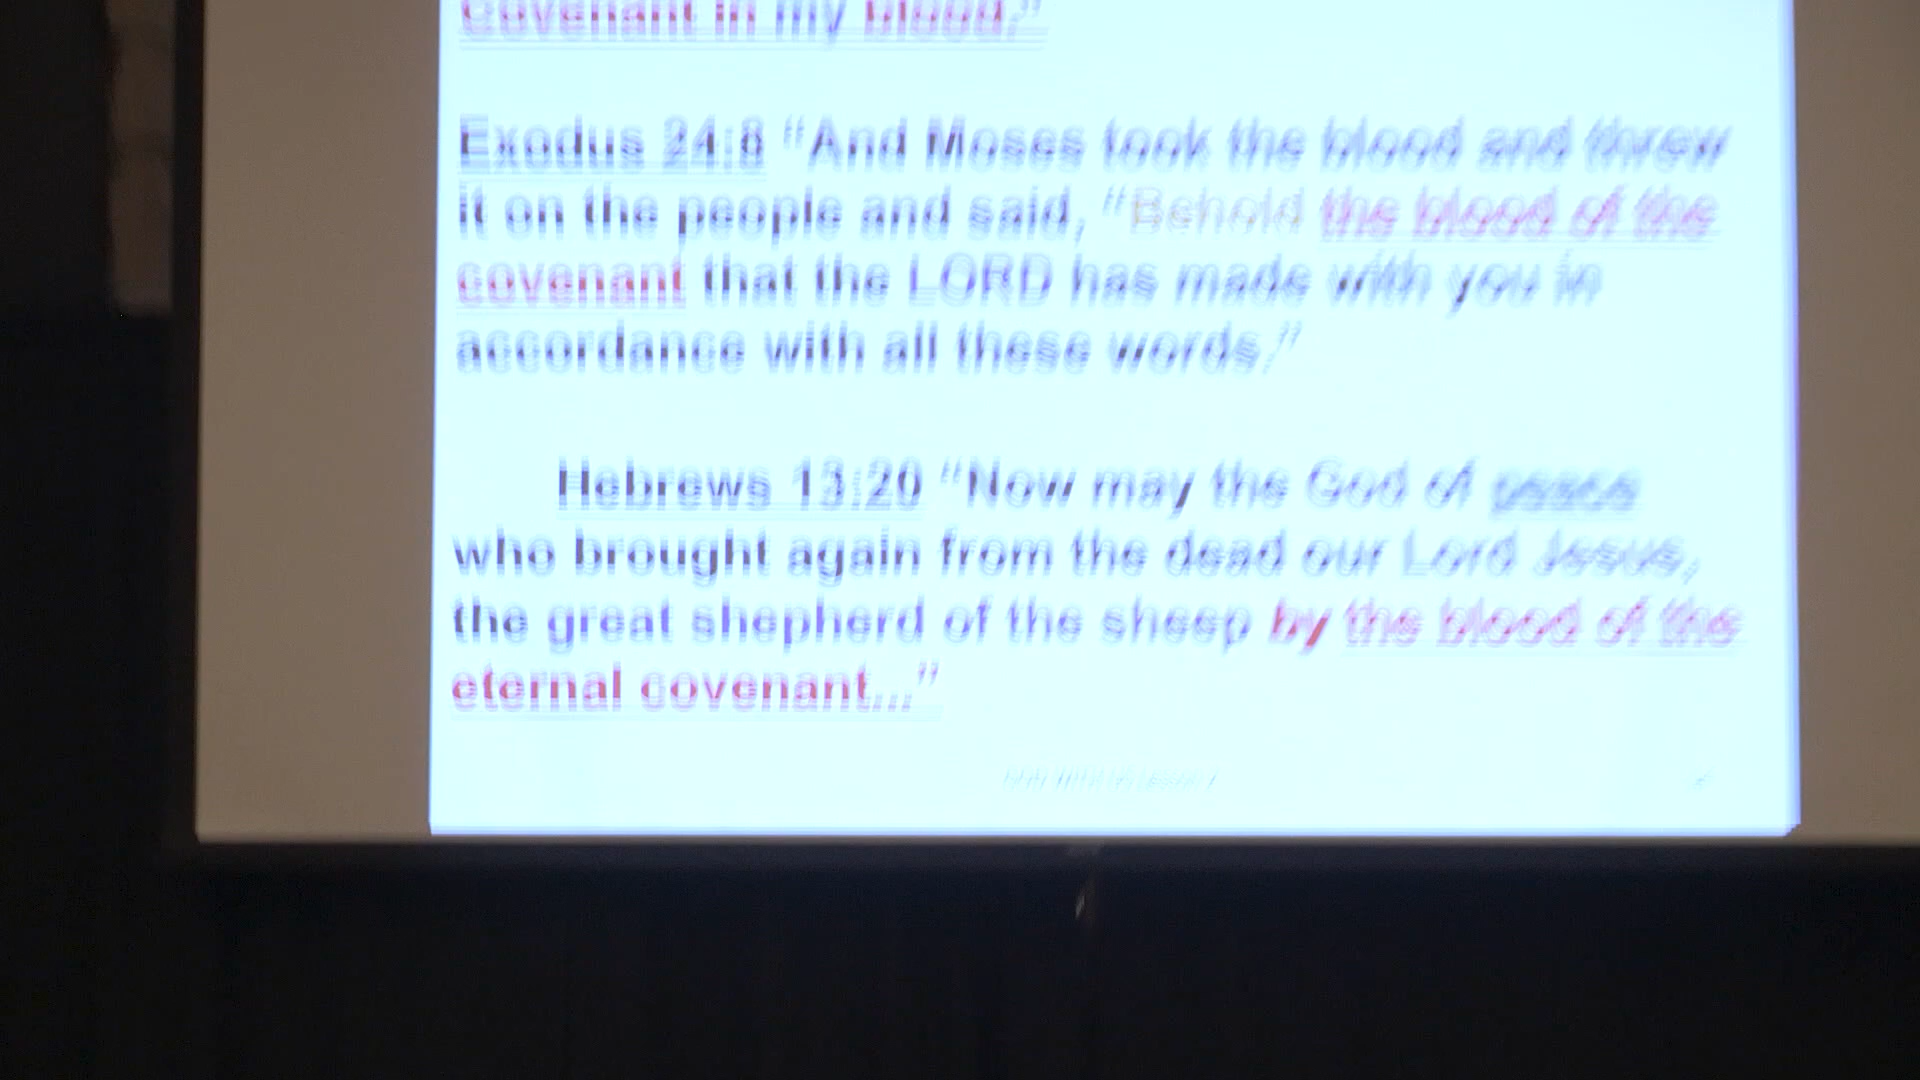 Covenant in my blood."
Exodus 24:8 “And Moses took the blood and threw
it on the people and said, “Behold the blood of the
covenant that the LORD has made with you in
accordance with all these words.”
Hebrews 13:20 “Now may the God of peace
who brought again from the dead our Lord Jesus,
the great shepherd of the sheep by the blood of the
eternal covenant...”